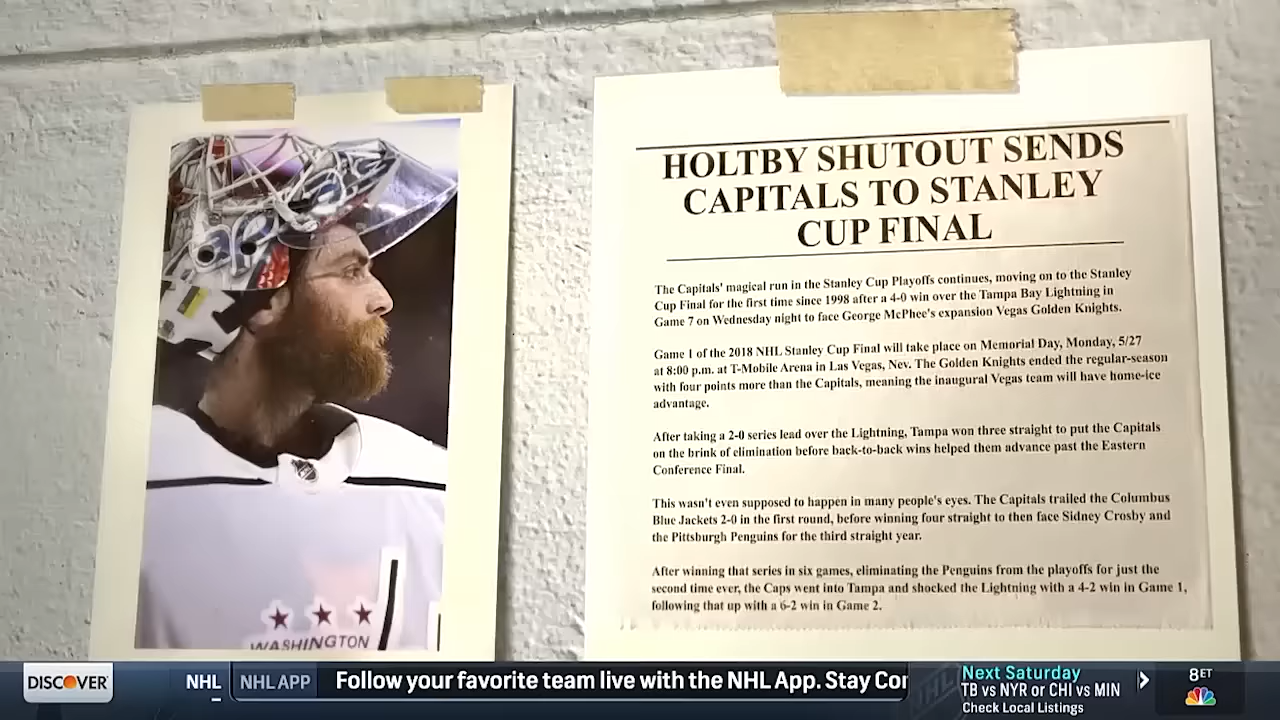 HOLTBY SHUTOUT SENDS
CAPITALS TO STANLEY
CUP FINAL
The Capitals' magical run in the Stanley Cup Playoffs continues, moving on to the Stanley
Cup Final for the first time since 1998 after a 4-0 win over the Tampa Bay Lightning in
Game 7 on Wednesday night to face George McPhee's expansion Vegas Golden Knights.
Game 1 of the 2018 NHL Stanley Cup Final will take place on Memorial Day, Monday, 5/27
at 8:00 p.m. at T-Mobile Arena in Las Vegas, Nev. The Golden Knights ended the regular-season
with four points more than the Capitals, meaning the inaugural Vegas team will have home-ice
advantage.
After taking a 2-0 series lead over the Lightning, Tampa won three straight to put the Capitals
on the brink of elimination before back-to-back wins helped them advance past the Eastern
Conference Final.
This wasn't even supposed to happen in many people's eyes. The Capitals trailed the Columbus
Blue Jackets 2-0 in the first round, before winning four straight to then face Sidney Crosby and
the Pittsburgh Penguins for the third straight year.
After winning that series in six games, eliminating the Penguins from the playoffs for just the
second time ever, the Caps went into Tampa and shocked the Lightning with a 4-2 win in Game 1,
following that up with a 6-2 win in Game 2.
WASHINGTON
DISCOVER
NHL
NHL APP
Follow your favorite team live with the NHL App. Stay Cor
Next Saturday
TB vs NYR or CHI vs MIN
Check Local Listings
8 ET